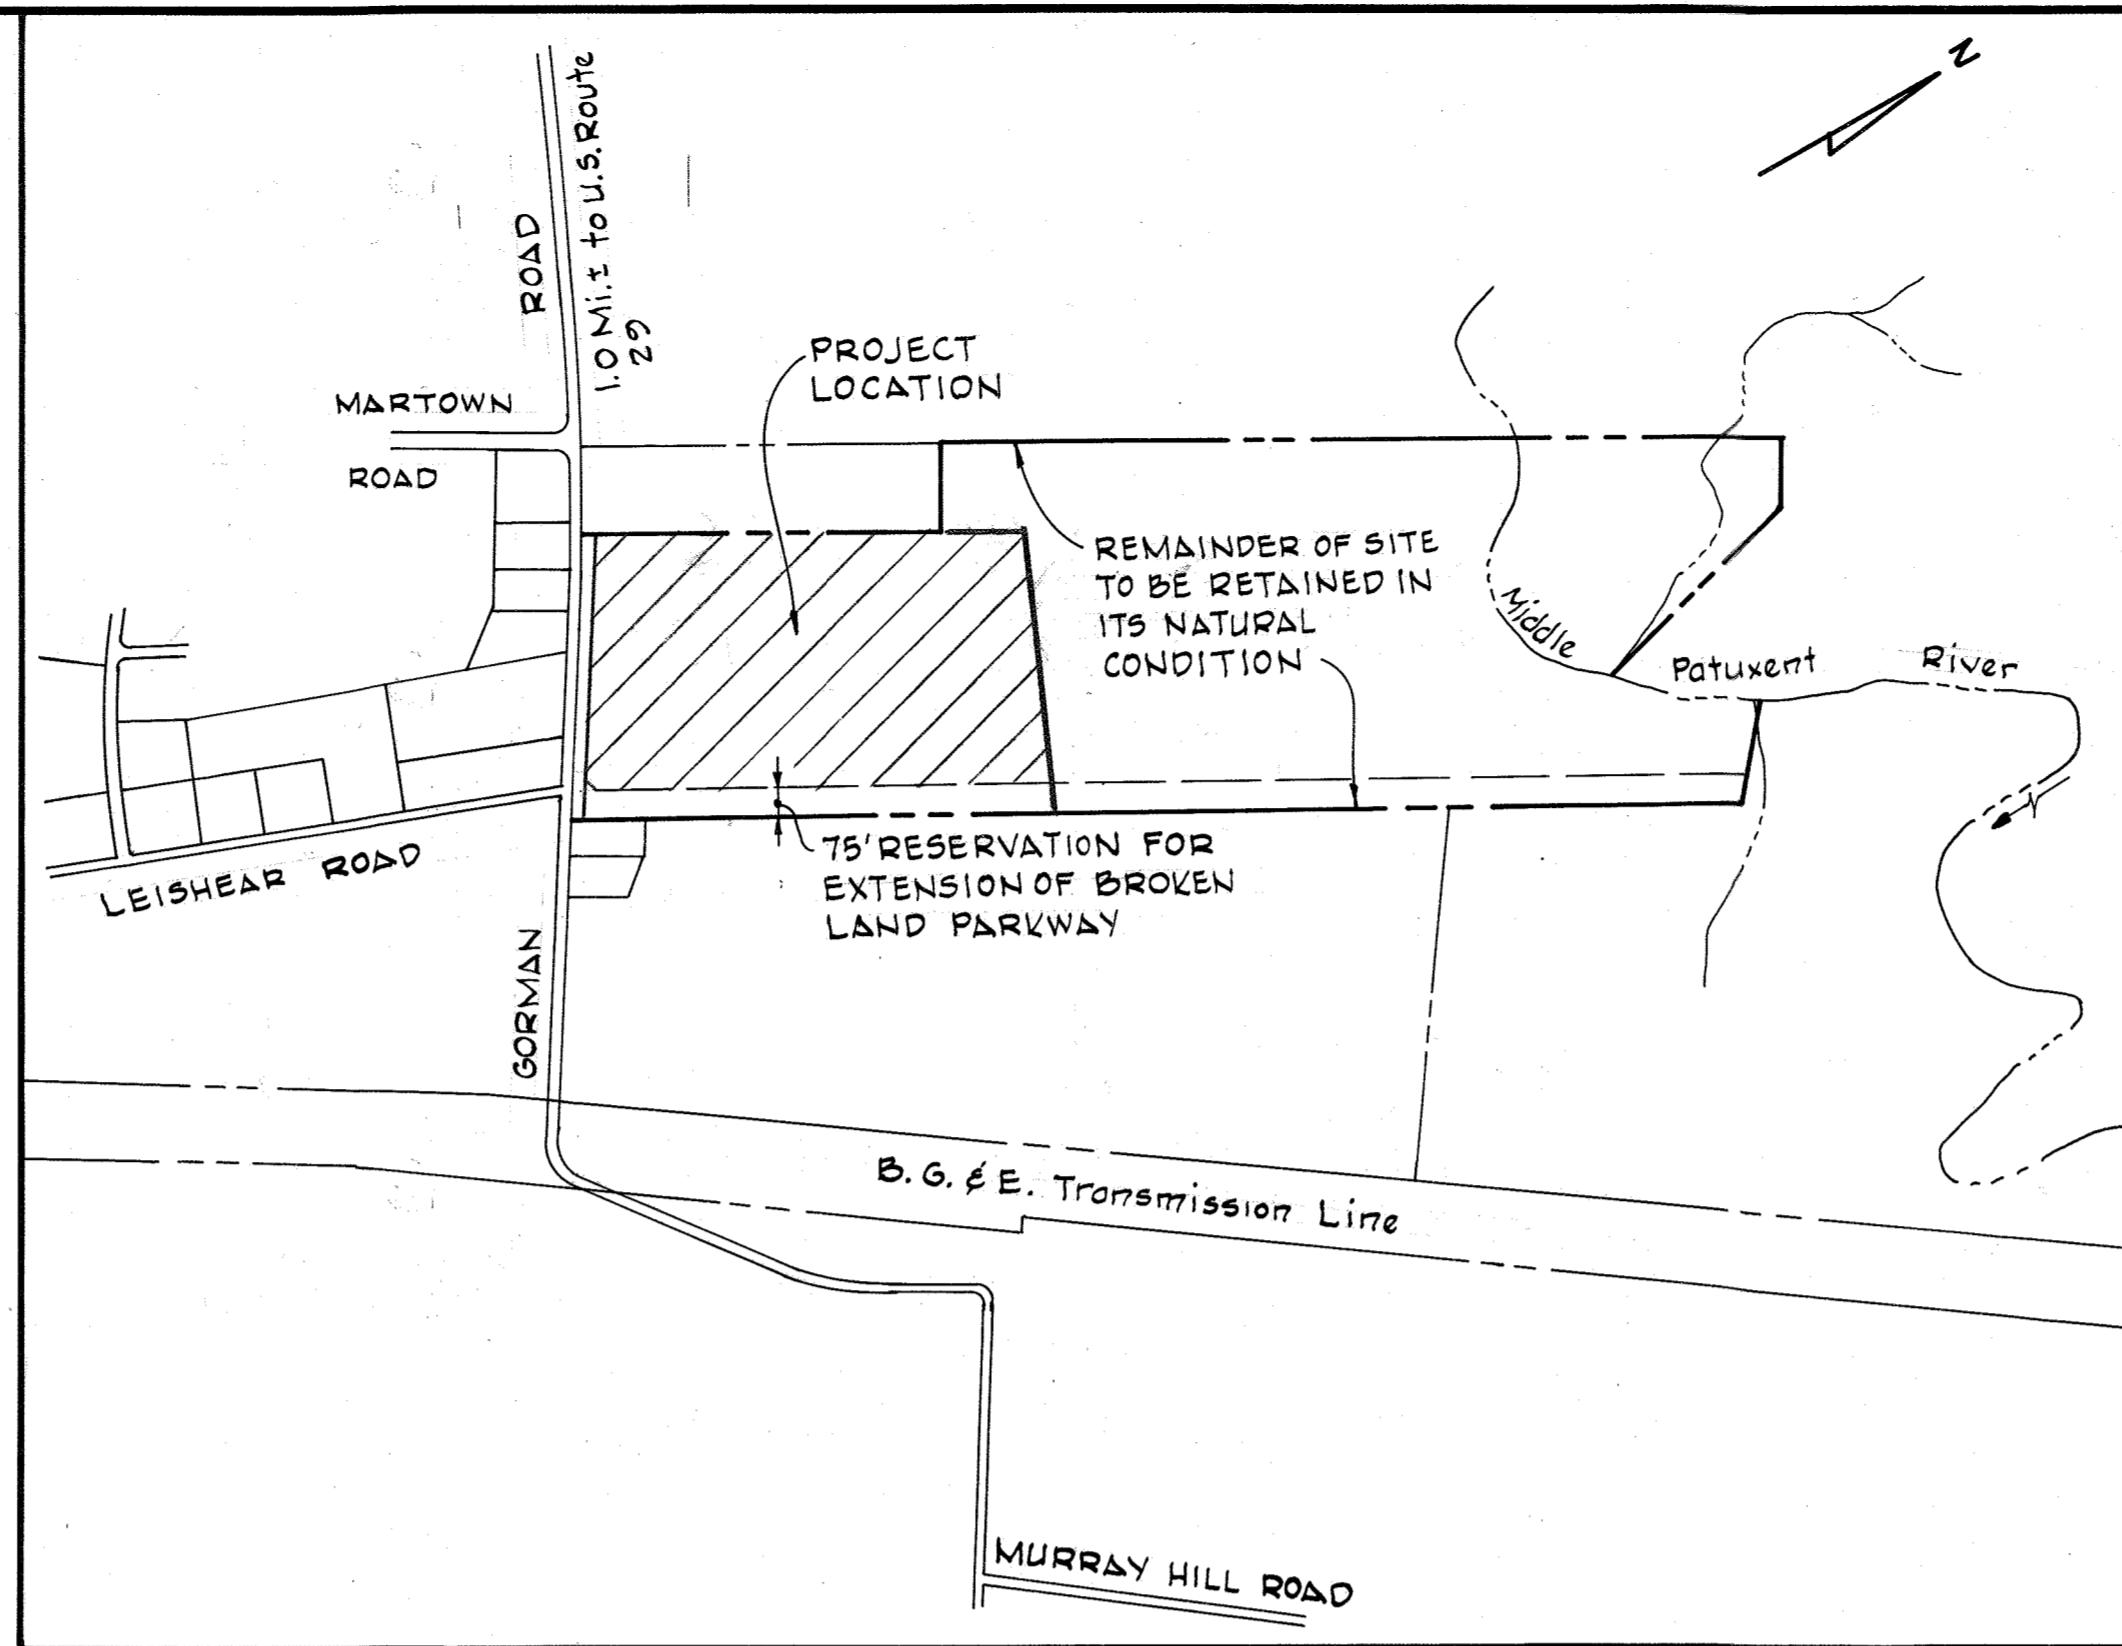 N
ROAD
1.0 Mi.± to U.S. Route
29
PROJECT
LOCATION
MARTOWN
ROAD
REMAINDER OF SITE
TO BE RETAINED IN
ITS NATURAL
CONDITION
Middle
Patuxent
River
75' RESERVATION FOR
EXTENSION OF BROKEN
LAND PARKWAY
LEISHEAR ROAD
GORMAN
B.G. & E. Transmission Line
MURRAY HILL ROAD